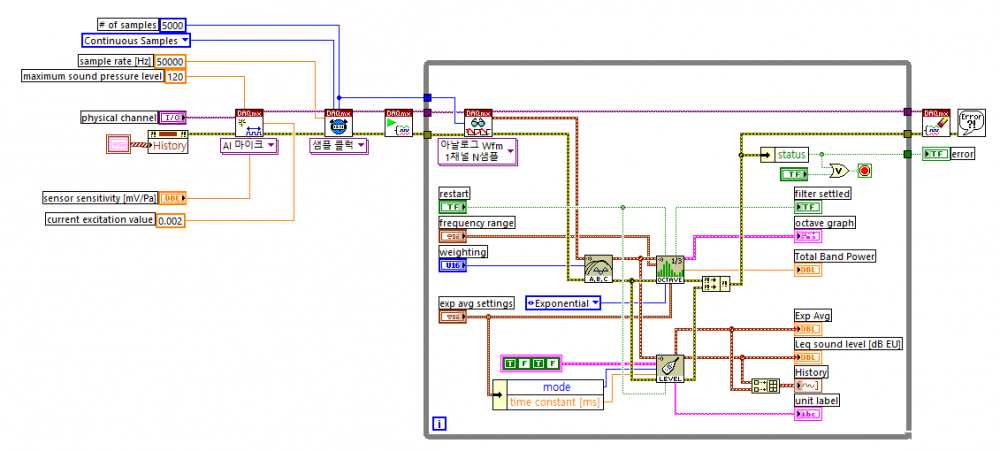 # of samples 5000
Continuous Samples
sample rate [Hz] 50000
maximum sound pressure level 120
physical channel I/O
DAQmx
DAQmx
DAQmx
DAQmx
DAQmx
Error
?!
?! ?!
History
AI 마이크
샘플 클럭
아날로그 Wfm
1채널 N샘플
status
TF
TF error
sensor sensitivity [mV/Pa] DBL
current excitation value 0.002
restart
TF
filter settled
TF
frequency range
octave graph
weighting
U16
A,B,C
1/3
OCTAVE
?! ?!
?!
Total Band Power
DBL
exp avg settings
Exponential
Exp Avg
DBL
Leq sound level [dB EU]
DBL
T F T F
LEVEL
History
mode
time constant [ms]
unit label
abc
i